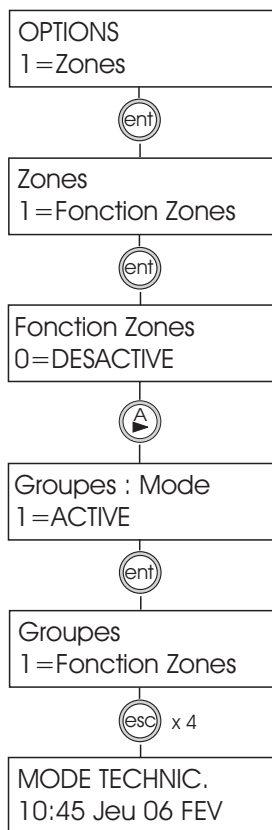 OPTIONS
1=Zones
ent
Zones
1=Fonction Zones
ent
Fonction Zones
0=DESACTIVE
A
Groupes : Mode
1=ACTIVE
ent
Groupes
1=Fonction Zones
esc x 4
MODE TECHNIC.
10:45 Jeu 06 FEV